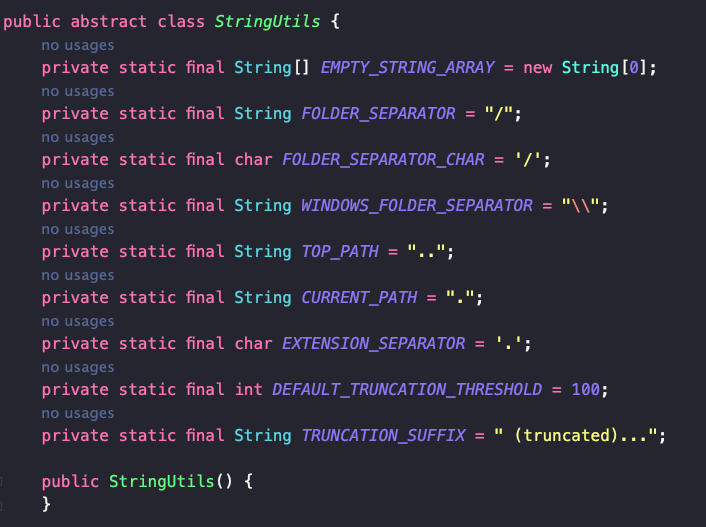 public abstract class StringUtils {
no usages
private static final String[] EMPTY_STRING_ARRAY = new String[0];
no usages
private static final String FOLDER_SEPARATOR = "/";
no usages
private static final char FOLDER_SEPARATOR_CHAR = '/';
no usages
private static final String WINDOWS_FOLDER_SEPARATOR = "\\";
no usages
private static final String TOP_PATH = "..";
no usages
private static final String CURRENT_PATH = ".";
no usages
private static final char EXTENSION_SEPARATOR = '.';
no usages
private static final int DEFAULT_TRUNCATION_THRESHOLD = 100;
no usages
private static final String TRUNCATION_SUFFIX = " (truncated)...";
public StringUtils() {
}